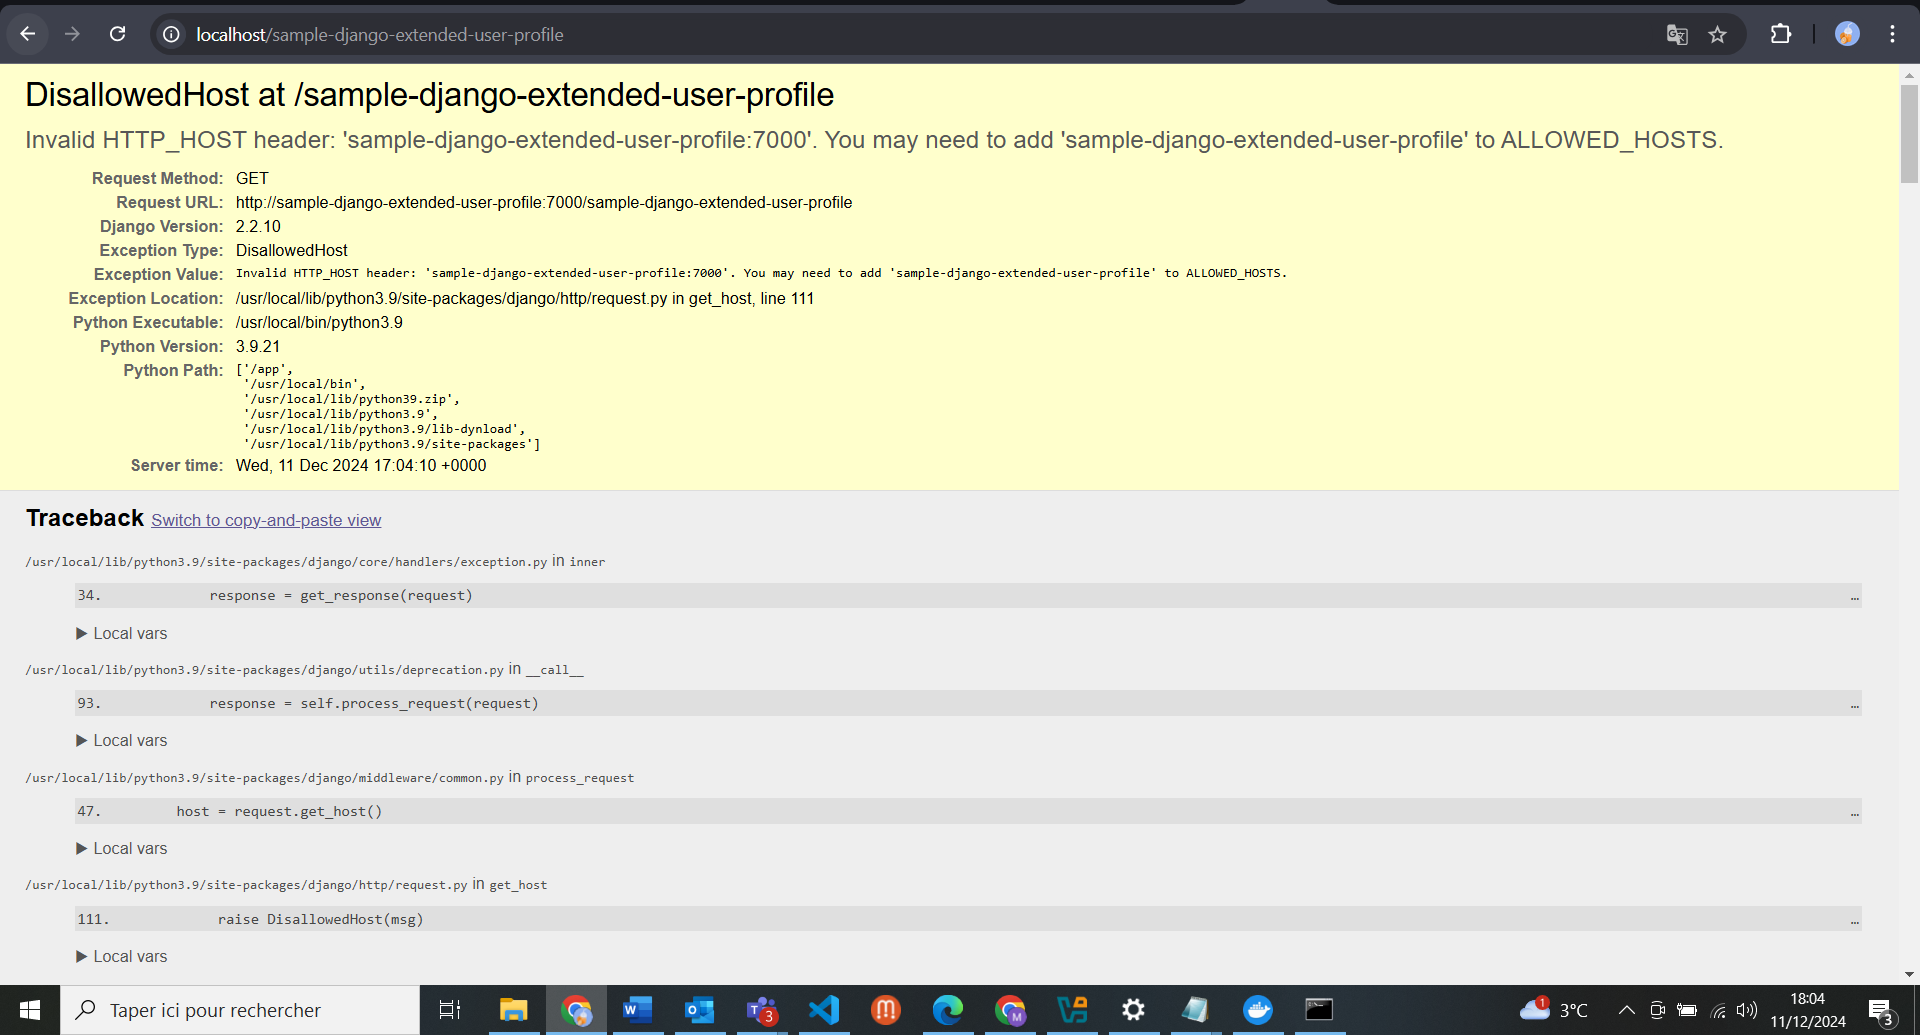 localhost/sample-django-extended-user-profile
DisallowedHost at /sample-django-extended-user-profile
Invalid HTTP_HOST header: 'sample-django-extended-user-profile:7000'. You may need to add 'sample-django-extended-user-profile' to ALLOWED_HOSTS.
Request Method: GET
Request URL: http://sample-django-extended-user-profile:7000/sample-django-extended-user-profile
Django Version: 2.2.10
Exception Type: DisallowedHost
Exception Value: Invalid HTTP_HOST header: 'sample-django-extended-user-profile:7000'. You may need to add 'sample-django-extended-user-profile' to ALLOWED_HOSTS.
Exception Location: /usr/local/lib/python3.9/site-packages/django/http/request.py in get_host, line 111
Python Executable: /usr/local/bin/python3.9
Python Version: 3.9.21
Python Path: ['/app',
'/usr/local/bin',
'/usr/local/lib/python39.zip',
'/usr/local/lib/python3.9',
'/usr/local/lib/python3.9/lib-dynload',
'/usr/local/lib/python3.9/site-packages']
Server time: Wed, 11 Dec 2024 17:04:10 +0000
Traceback Switch to copy-and-paste view
/usr/local/lib/python3.9/site-packages/django/core/handlers/exception.py in inner
34. response = get_response(request) …
▶ Local vars
/usr/local/lib/python3.9/site-packages/django/utils/deprecation.py in __call__
93. response = self.process_request(request) …
▶ Local vars
/usr/local/lib/python3.9/site-packages/django/middleware/common.py in process_request
47. host = request.get_host() …
▶ Local vars
/usr/local/lib/python3.9/site-packages/django/http/request.py in get_host
111. raise DisallowedHost(msg) …
▶ Local vars
Taper ici pour rechercher
3
M
1
3°C
18:04
11/12/2024
3